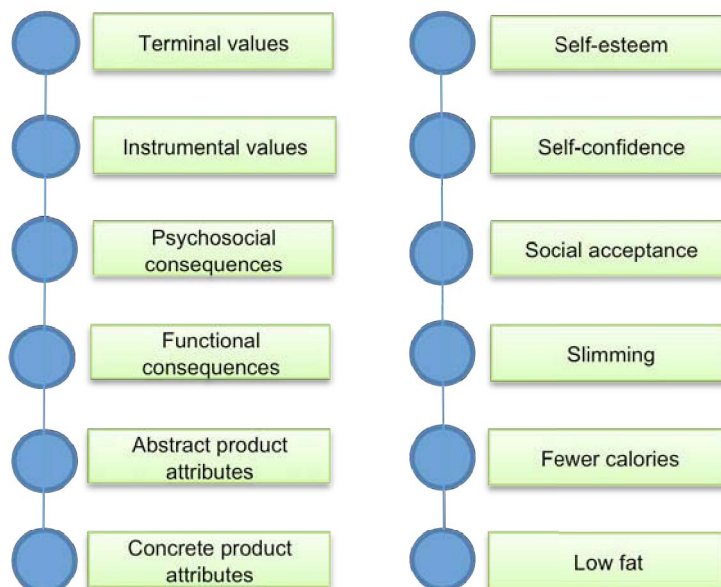 Terminal values
Self-esteem
Instrumental values
Self-confidence
Psychosocial
consequences
Social acceptance
Functional
consequences
Slimming
Abstract product
attributes
Fewer calories
Concrete product
attributes
Low fat